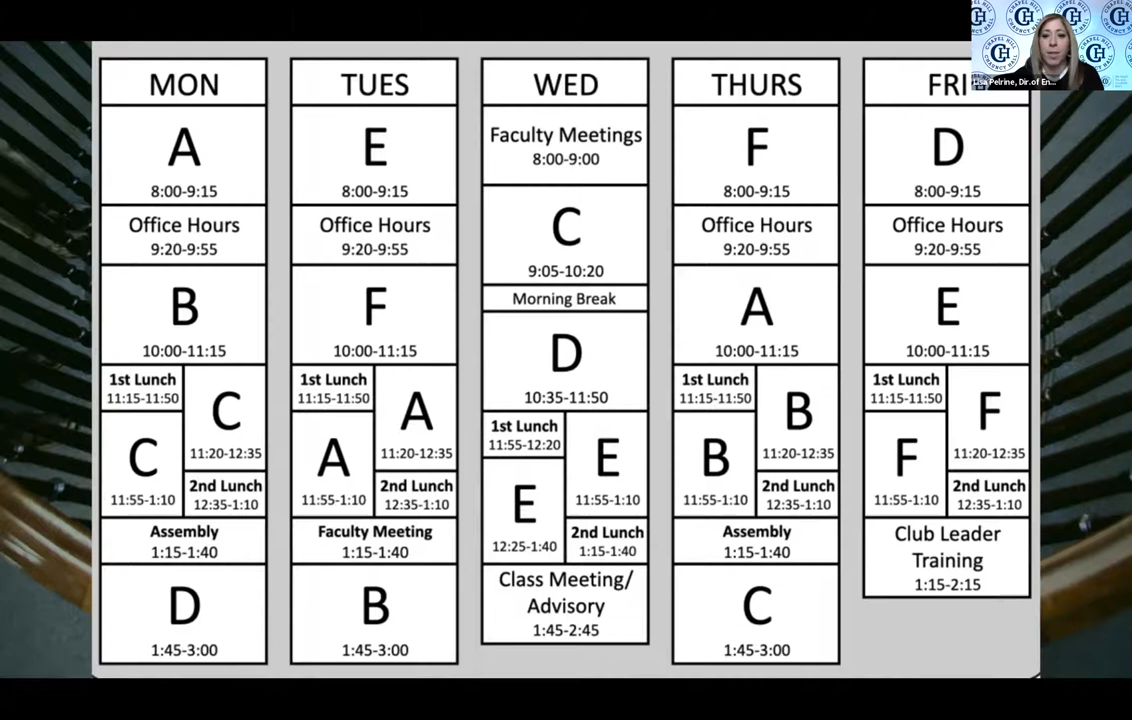 MON
A
8:00-9:15
Office Hours
9:20-9:55
B
10:00-11:15
1st Lunch
11:15-11:50
C
11:55-1:10
C
11:20-12:35
2nd Lunch
12:35-1:10
Assembly
1:15-1:40
D
1:45-3:00
TUES
E
8:00-9:15
Office Hours
9:20-9:55
F
10:00-11:15
1st Lunch
11:15-11:50
A
11:55-1:10
A
11:20-12:35
2nd Lunch
12:35-1:10
Faculty Meeting
1:15-1:40
B
1:45-3:00
WED
Faculty Meetings
8:00-9:00
C
9:05-10:20
Morning Break
D
10:35-11:50
1st Lunch
11:55-12:20
E
12:25-1:40
E
11:55-1:10
2nd Lunch
1:15-1:40
Class Meeting/
Advisory
1:45-2:45
THURS
F
8:00-9:15
Office Hours
9:20-9:55
A
10:00-11:15
1st Lunch
11:15-11:50
B
11:55-1:10
B
11:20-12:35
2nd Lunch
12:35-1:10
Assembly
1:15-1:40
C
1:45-3:00
FRI
D
8:00-9:15
Office Hours
9:20-9:55
E
10:00-11:15
1st Lunch
11:15-11:50
F
11:55-1:10
F
11:20-12:35
2nd Lunch
12:35-1:10
Club Leader
Training
1:15-2:15
CHAPEL HILL
CH
CHAUNCY HALL
Lisa Pelrine, Dir.of En...